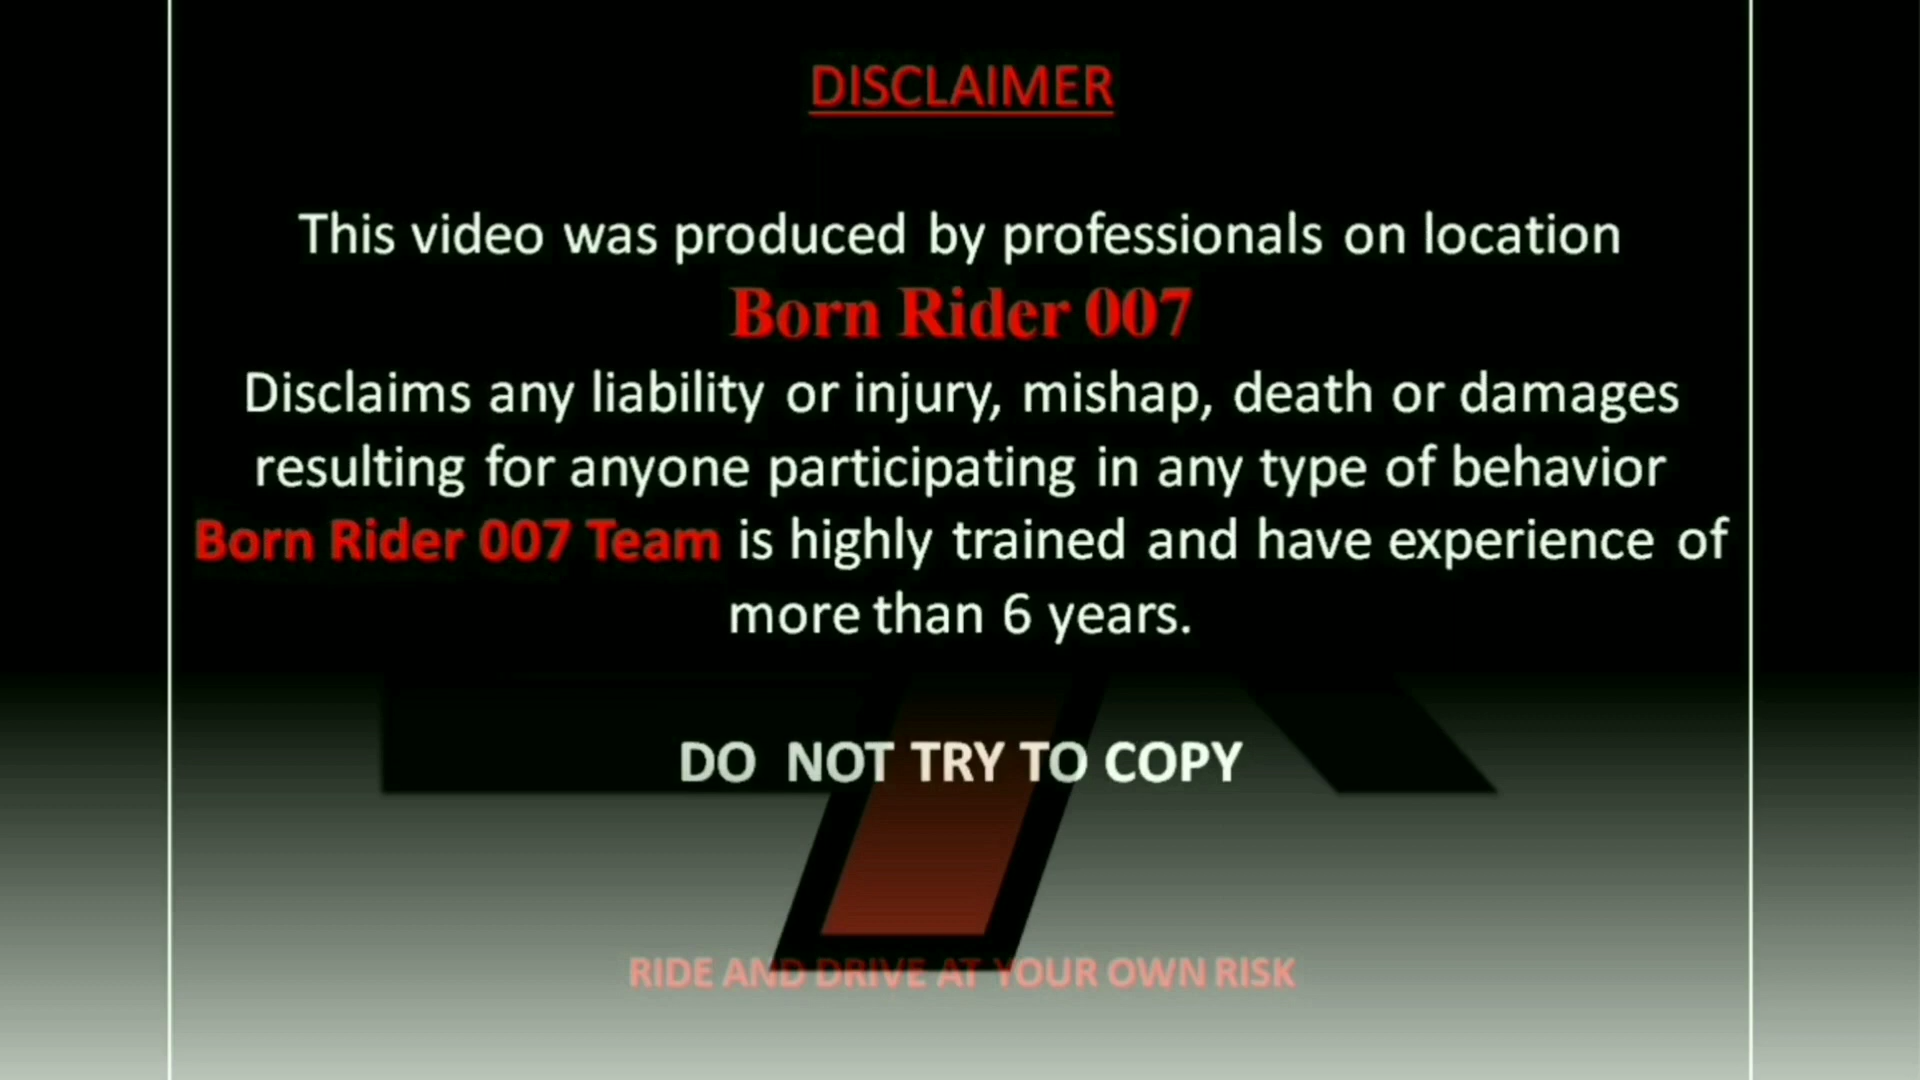 DISCLAIMER
This video was produced by professionals on location
Born Rider 007
Disclaims any liability or injury, mishap, death or damages
resulting for anyone participating in any type of behavior
Born Rider 007 Team is highly trained and have experience of
more than 6 years.
DO NOT TRY TO COPY
RIDE AND DRIVE AT YOUR OWN RISK